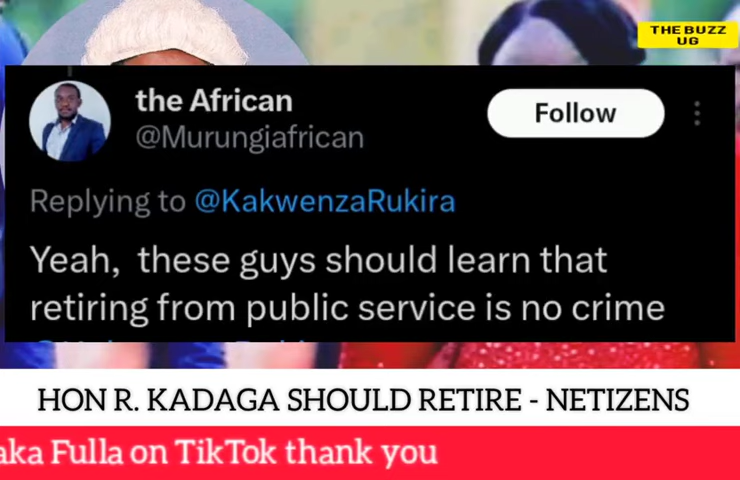 THE BUZZ
UG
the African
@Murungiafrican
Follow
Replying to @KakwenzaRukira
Yeah, these guys should learn that
retiring from public service is no crime
HON R. KADAGA SHOULD RETIRE - NETIZENS
aka Fulla on TikTok thank you